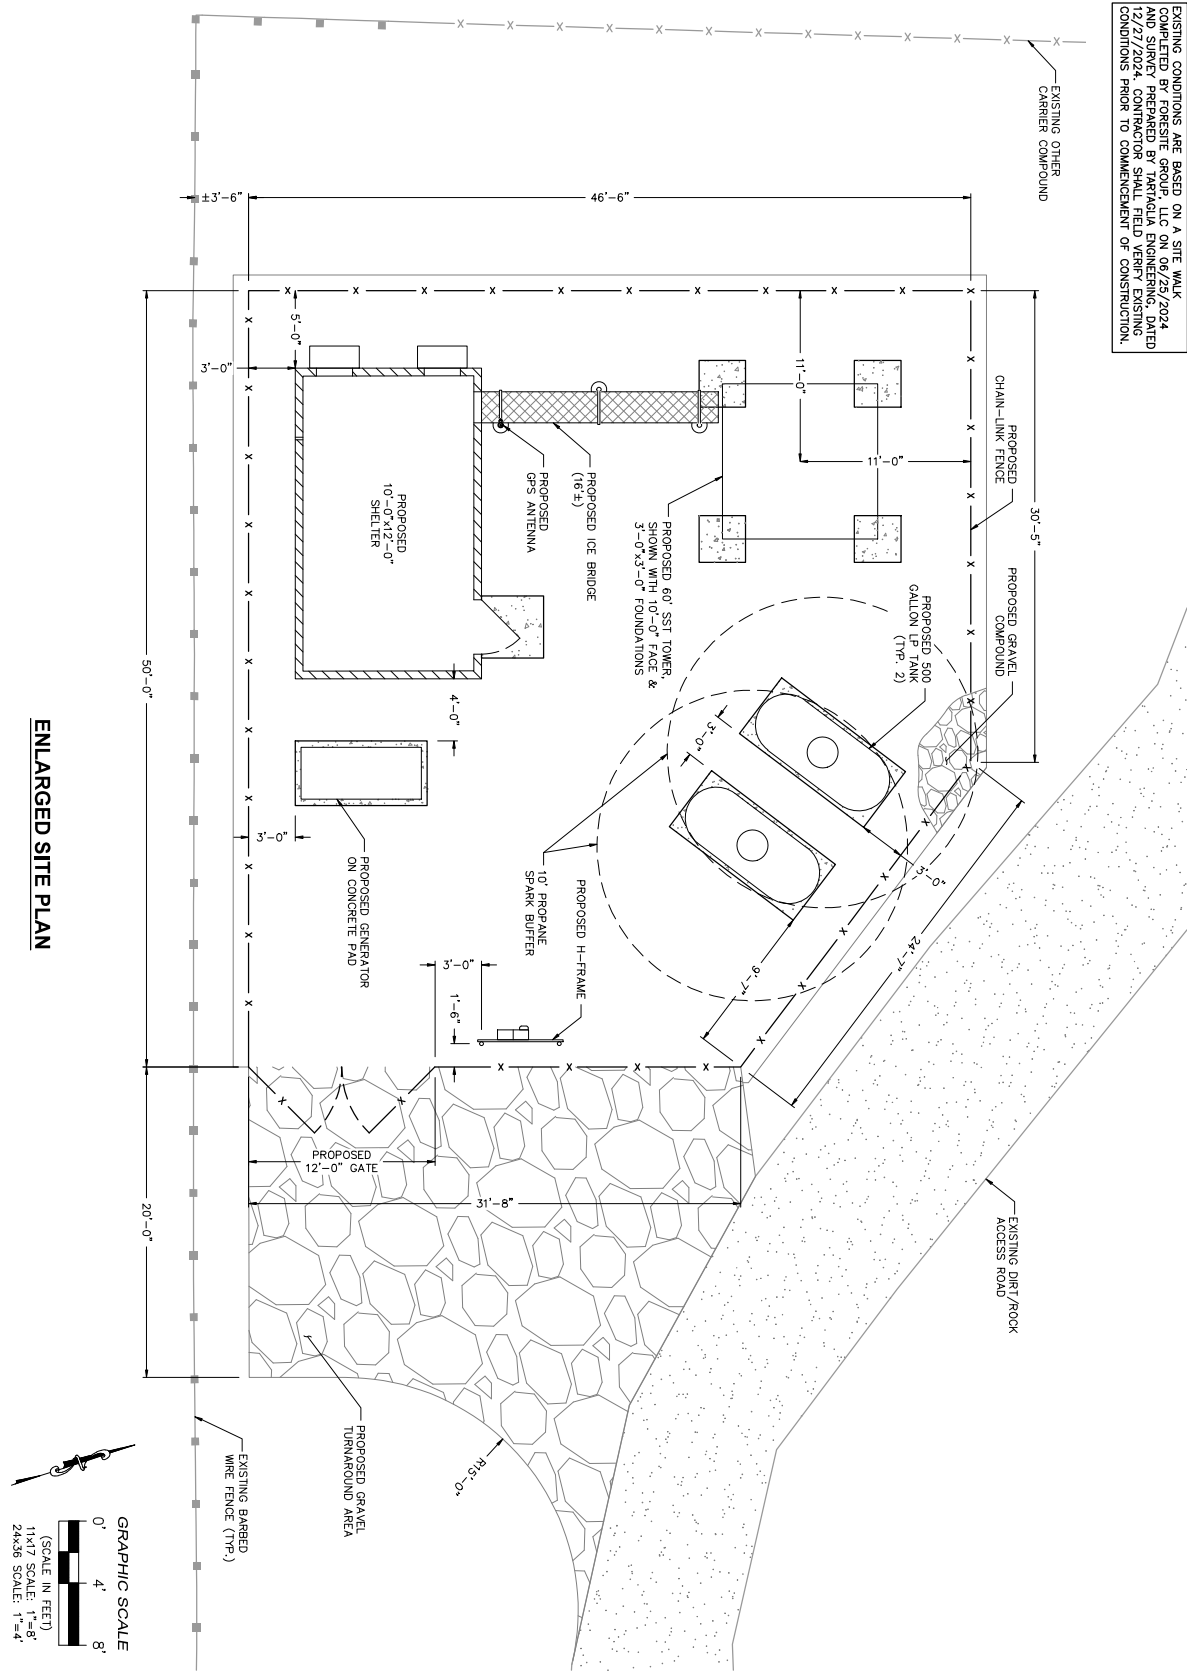 EXISTING CONDITIONS ARE BASED ON A SITE WALK
COMPLETED BY FORESITE GROUP, LLC ON 06/25/2024
AND SURVEY PREPARED BY TARTAGLIA ENGINEERING, DATED
12/27/2024. CONTRACTOR SHALL FIELD VERIFY EXISTING
CONDITIONS PRIOR TO COMMENCEMENT OF CONSTRUCTION.
EXISTING OTHER
CARRIER COMPOUND
±3'-6"
46'-6"
5'-0"
3'-0"
11'-0"
11'-0"
PROPOSED
CHAIN-LINK FENCE
30'-5"
PROPOSED GRAVEL
COMPOUND
PROPOSED
10'-0"x12'-0"
SHELTER
PROPOSED
GPS ANTENNA
PROPOSED ICE BRIDGE
(16'±)
PROPOSED 60' SST TOWER,
SHOWN WITH 10'-0" FACE &
3'-0"x3'-0" FOUNDATIONS
PROPOSED 500
GALLON LP TANK
(TYP. 2)
50'-0"
4'-0"
3'-0"
3'-0"
3'-0"
24'-7"
9'-7"
PROPOSED GENERATOR
ON CONCRETE PAD
10' PROPANE
SPARK BUFFER
PROPOSED H-FRAME
3'-0"
1'-6"
PROPOSED
12'-0" GATE
31'-8"
20'-0"
EXISTING DIRT/ROCK
ACCESS ROAD
PROPOSED GRAVEL
TURNAROUND AREA
R15'-0"
EXISTING BARBED
WIRE FENCE (TYP.)
ENLARGED SITE PLAN
GRAPHIC SCALE
0' 4' 8'
(SCALE IN FEET)
11x17 SCALE: 1"=8'
24x36 SCALE: 1"=4'